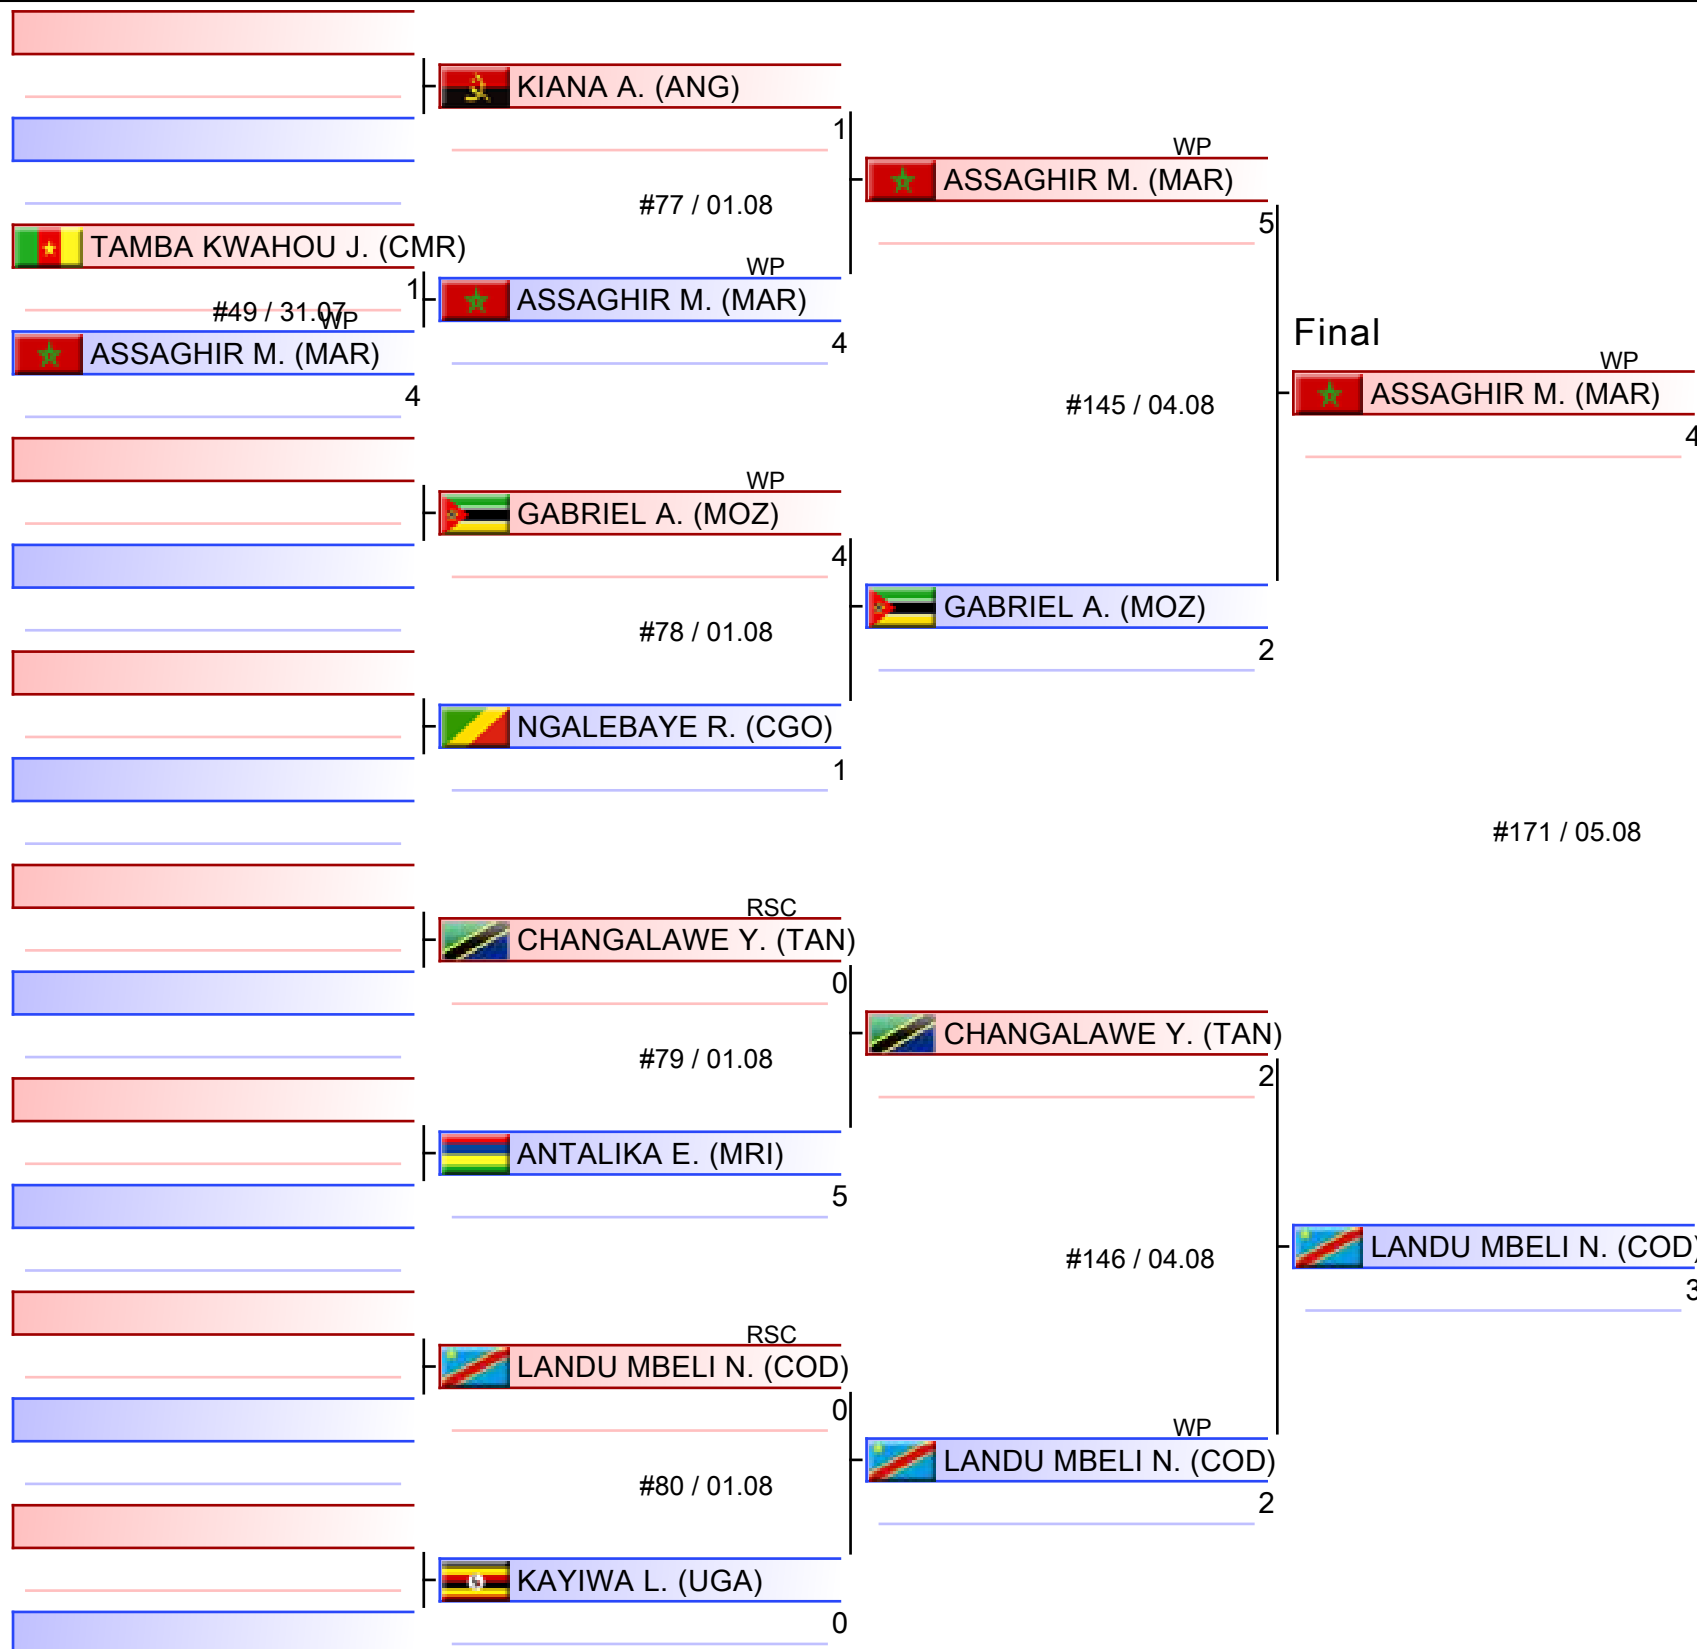 KIANA A. (ANG)
1
#77 / 01.08
WP
ASSAGHIR M. (MAR)
5
TAMBA KWAHOU J. (CMR)
1
#49 / 31.07
WP
ASSAGHIR M. (MAR)
4
WP
ASSAGHIR M. (MAR)
4
Final
WP
ASSAGHIR M. (MAR)
4
#145 / 04.08
WP
GABRIEL A. (MOZ)
4
#78 / 01.08
GABRIEL A. (MOZ)
2
NGALEBAYE R. (CGO)
1
#171 / 05.08
RSC
CHANGALAWE Y. (TAN)
0
#79 / 01.08
CHANGALAWE Y. (TAN)
2
ANTALIKA E. (MRI)
5
#146 / 04.08
LANDU MBELI N. (COD)
3
RSC
LANDU MBELI N. (COD)
0
#80 / 01.08
WP
LANDU MBELI N. (COD)
2
KAYIWA L. (UGA)
0